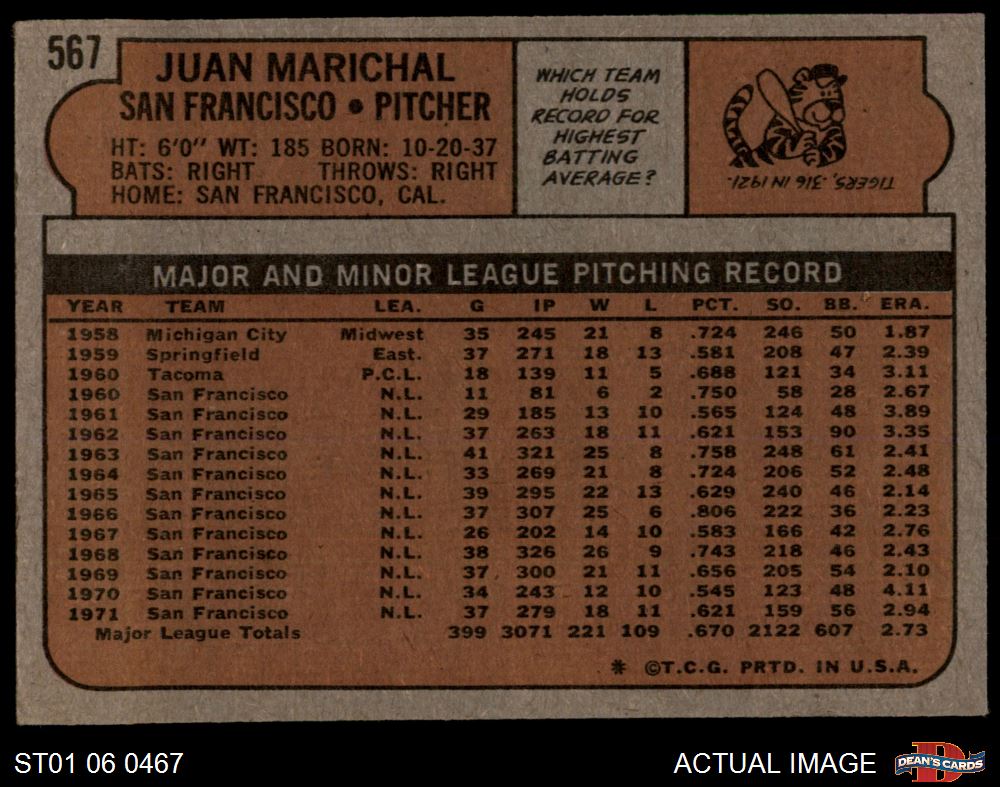 567
JUAN MARICHAL
SAN FRANCISCO • PITCHER
HT: 6'0" WT: 185 BORN: 10-20-37
BATS: RIGHT THROWS: RIGHT
HOME: SAN FRANCISCO, CAL.
WHICH TEAM
HOLDS
RECORD FOR
HIGHEST
BATTING
AVERAGE?
TIGERS, .316 IN 1921.
MAJOR AND MINOR LEAGUE PITCHING RECORD
YEAR TEAM LEA. G IP W L PCT. SO. BB. ERA.
1958 Michigan City Midwest 35 245 21 8 .724 246 50 1.87
1959 Springfield East. 37 271 18 13 .581 208 47 2.39
1960 Tacoma P.C.L. 18 139 11 5 .688 121 34 3.11
1960 San Francisco N.L. 11 81 6 2 .750 58 28 2.67
1961 San Francisco N.L. 29 185 13 10 .565 124 48 3.89
1962 San Francisco N.L. 37 263 18 11 .621 153 90 3.35
1963 San Francisco N.L. 41 321 25 8 .758 248 61 2.41
1964 San Francisco N.L. 33 269 21 8 .724 206 52 2.48
1965 San Francisco N.L. 39 295 22 13 .629 240 46 2.14
1966 San Francisco N.L. 37 307 25 6 .806 222 36 2.23
1967 San Francisco N.L. 26 202 14 10 .583 166 42 2.76
1968 San Francisco N.L. 38 326 26 9 .743 218 46 2.43
1969 San Francisco N.L. 37 300 21 11 .656 205 54 2.10
1970 San Francisco N.L. 34 243 12 10 .545 123 48 4.11
1971 San Francisco N.L. 37 279 18 11 .621 159 56 2.94
Major League Totals 399 3071 221 109 .670 2122 607 2.73
* ©T.C.G. PRTD. IN U.S.A.
ST01 06 0467
ACTUAL IMAGE
D
DEAN'S CARDS